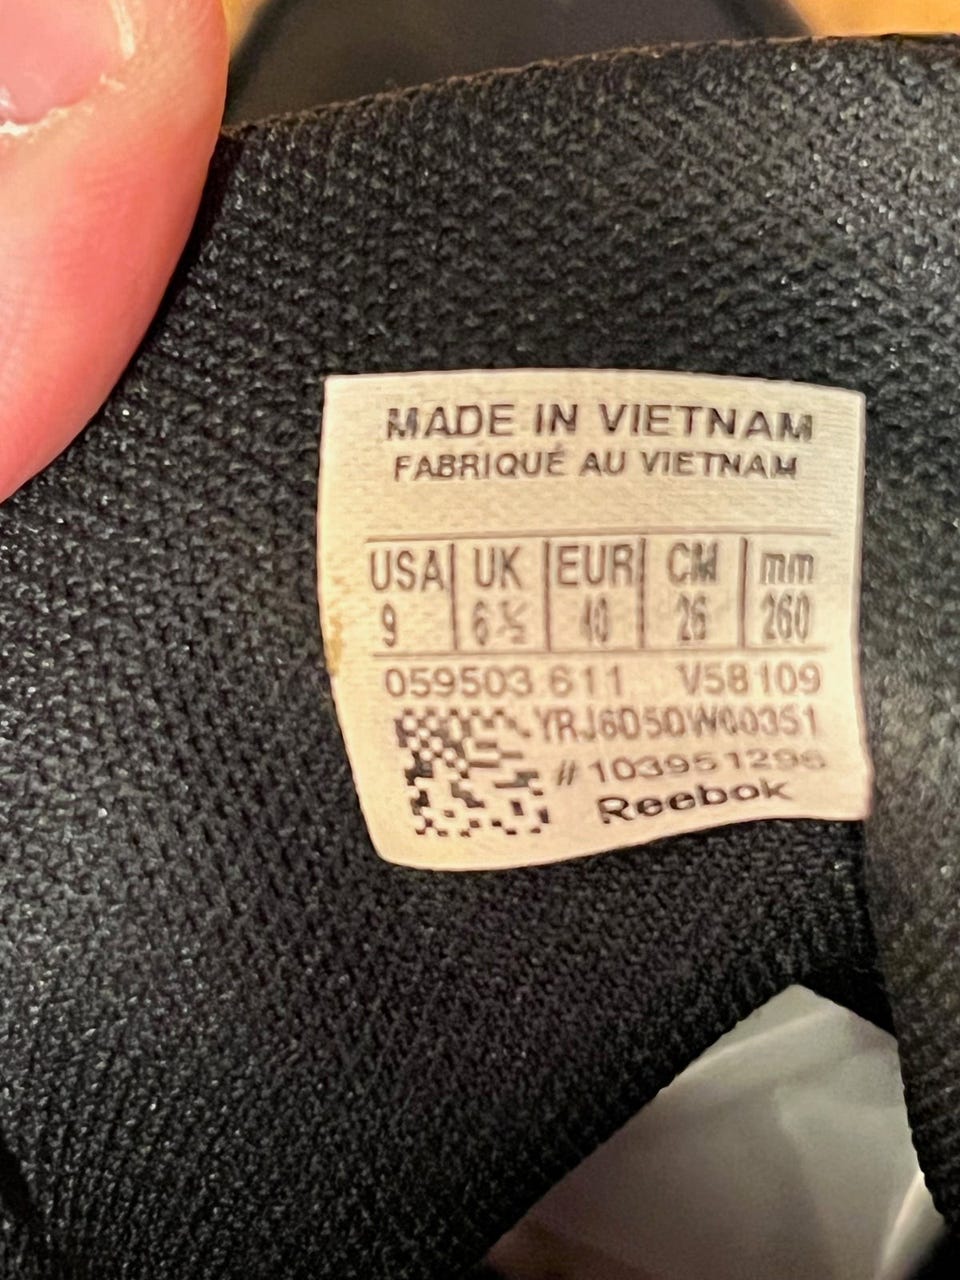 MADE IN VIETNAM
FABRIQUÉ AU VIETNAM
USA UK EUR CM mm
9 6½ 40 26 260
059503 611 V58109
YRJ6D5DW00351
#103951296
Reebok